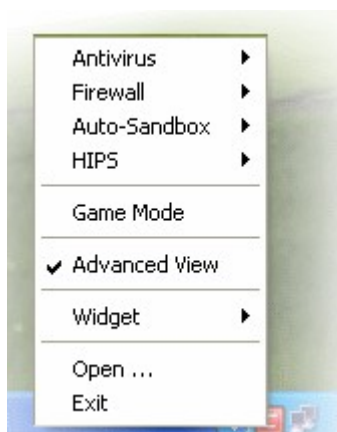 Antivirus
Firewall
Auto-Sandbox
HIPS
Game Mode
Advanced View
Widget
Open ...
Exit